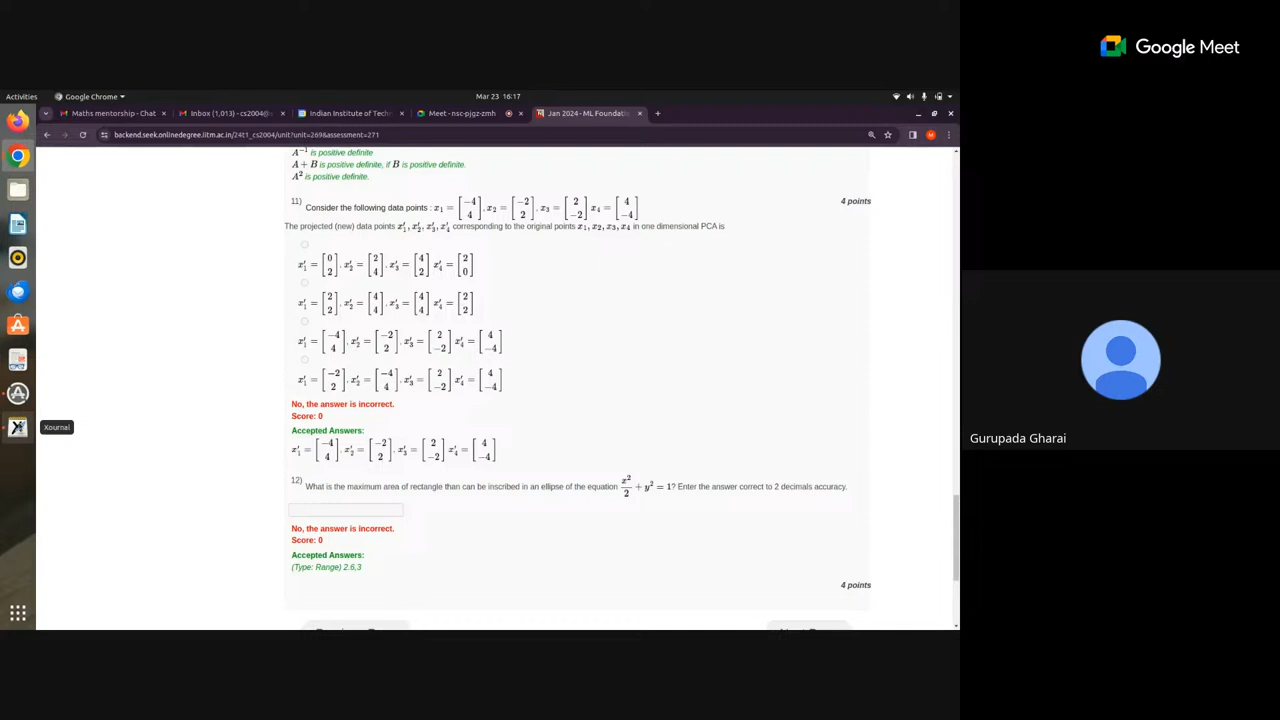 Google Meet
Activities Google Chrome Mar 23 16:17
Maths mentorship - Chat Inbox (1,013) - cs2004@ Indian Institute of Techn Meet - nsc-pjgz-zmh Jan 2024 - ML Foundatio
backend.seek.onlinedegree.iitm.ac.in/24t1_cs2004/unit?unit=269&assessment=271
A⁻¹ is positive definite
A + B is positive definite, if B is positive definite.
A² is positive definite.
11) Consider the following data points : x₁ = [−4 4], x₂ = [−2 2], x₃ = [2 −2] x₄ = [4 −4] 4 points
The projected (new) data points x′₁, x′₂, x′₃, x′₄ corresponding to the original points x₁, x₂, x₃, x₄ in one dimensional PCA is
x′₁ = [0 2], x′₂ = [2 4], x′₃ = [4 2] x′₄ = [2 0]
x′₁ = [2 2], x′₂ = [4 4], x′₃ = [4 4] x′₄ = [2 2]
x′₁ = [−4 4], x′₂ = [−2 2], x′₃ = [2 −2] x′₄ = [4 −4]
x′₁ = [−2 2], x′₂ = [−4 4], x′₃ = [2 −2] x′₄ = [4 −4]
No, the answer is incorrect.
Score: 0
Accepted Answers:
x′₁ = [−4 4], x′₂ = [−2 2], x′₃ = [2 −2] x′₄ = [4 −4]
12) What is the maximum area of rectangle than can be inscribed in an ellipse of the equation x²/2 + y² = 1? Enter the answer correct to 2 decimals accuracy.
No, the answer is incorrect.
Score: 0
Accepted Answers:
(Type: Range) 2.6,3
4 points
Xournal
Gurupada Gharai